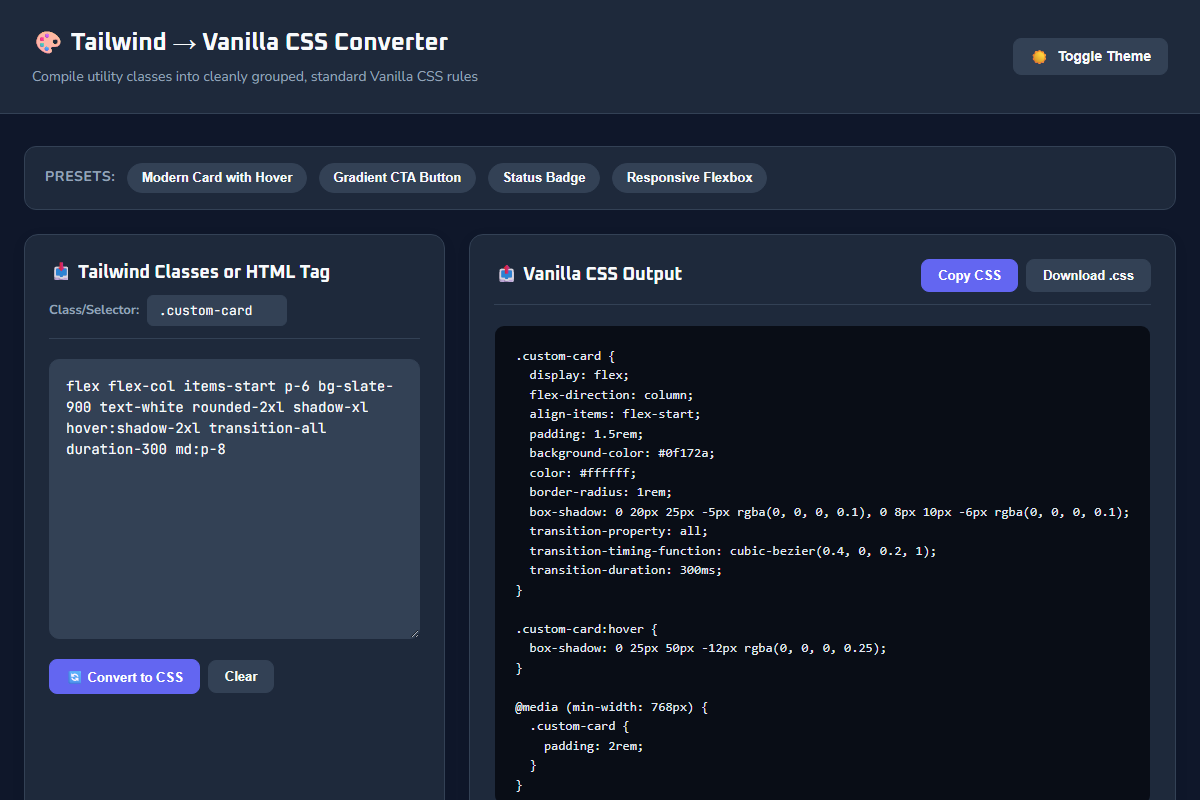 🎨 Tailwind → Vanilla CSS Converter
Compile utility classes into cleanly grouped, standard Vanilla CSS rules
Toggle Theme
PRESETS:
Modern Card with Hover
Gradient CTA Button
Status Badge
Responsive Flexbox
Tailwind Classes or HTML Tag
Class/Selector:
.custom-card
flex flex-col items-start p-6 bg-slate-
900 text-white rounded-2xl shadow-xl
hover:shadow-2xl transition-all
duration-300 md:p-8
Convert to CSS
Clear
Vanilla CSS Output
Copy CSS
Download .css
.custom-card {
  display: flex;
  flex-direction: column;
  align-items: flex-start;
  padding: 1.5rem;
  background-color: #0f172a;
  color: #ffffff;
  border-radius: 1rem;
  box-shadow: 0 20px 25px -5px rgba(0, 0, 0, 0.1), 0 8px 10px -6px rgba(0, 0, 0, 0.1);
  transition-property: all;
  transition-timing-function: cubic-bezier(0.4, 0, 0.2, 1);
  transition-duration: 300ms;
}
.custom-card:hover {
  box-shadow: 0 25px 50px -12px rgba(0, 0, 0, 0.25);
}
@media (min-width: 768px) {
  .custom-card {
    padding: 2rem;
  }
}